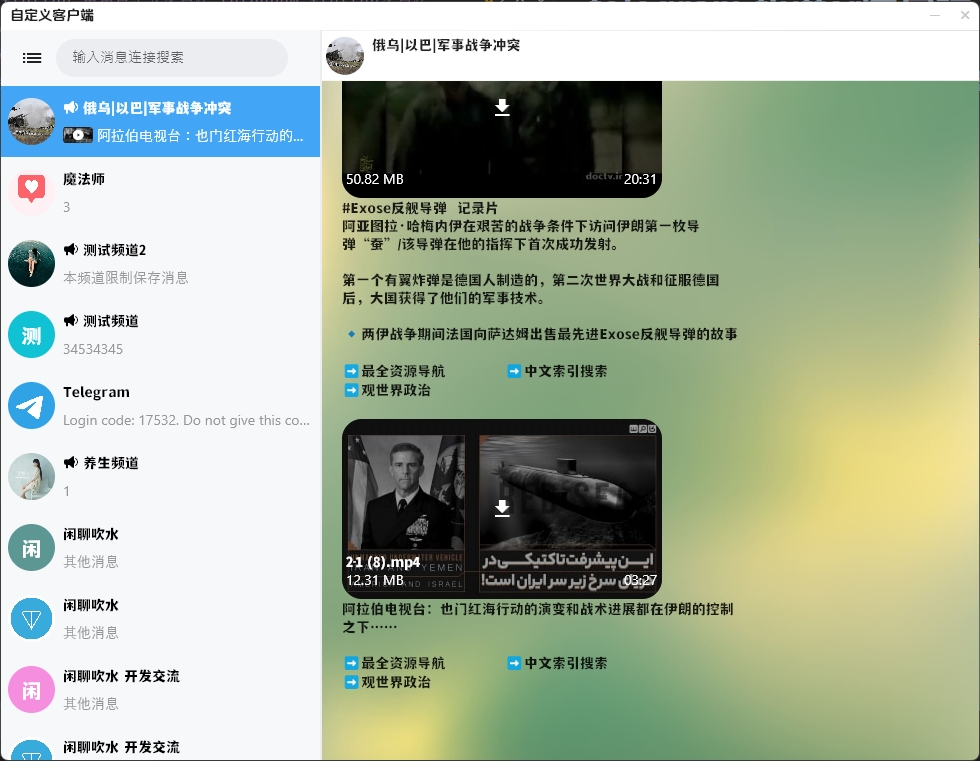 自定义客户端
输入消息连接搜索
俄乌|以巴|军事战争冲突
阿拉伯电视台：也门红海行动的...
魔法师
3
测试频道2
本频道限制保存消息
测
测试频道
34534345
Telegram
Login code: 17532. Do not give this co...
养生频道
1
闲
闲聊吹水
其他消息
闲聊吹水
其他消息
闲
闲聊吹水 开发交流
其他消息
闲聊吹水 开发交流
俄乌|以巴|军事战争冲突
doctv.ir
50.82 MB
20:31
#Exose反舰导弹 记录片
阿亚图拉·哈梅内伊在艰苦的战争条件下访问伊朗第一枚导
弹“蚕”/该导弹在他的指挥下首次成功发射。
第一个有翼炸弹是德国人制造的，第二次世界大战和征服德国
后，大国获得了他们的军事技术。
两伊战争期间法国向萨达姆出售最先进Exose反舰导弹的故事
最全资源导航 中文索引搜索
观世界政治
2-1 (8).mp4
12.31 MB
UNDERWATER VEHICLE
YEMEN
AND ISRAEL
ایــن پیشرفت تاکتیکــی در
سرخ زیر سر ایران است!
03:27
阿拉伯电视台：也门红海行动的演变和战术进展都在伊朗的控制
之下……
最全资源导航 中文索引搜索
观世界政治